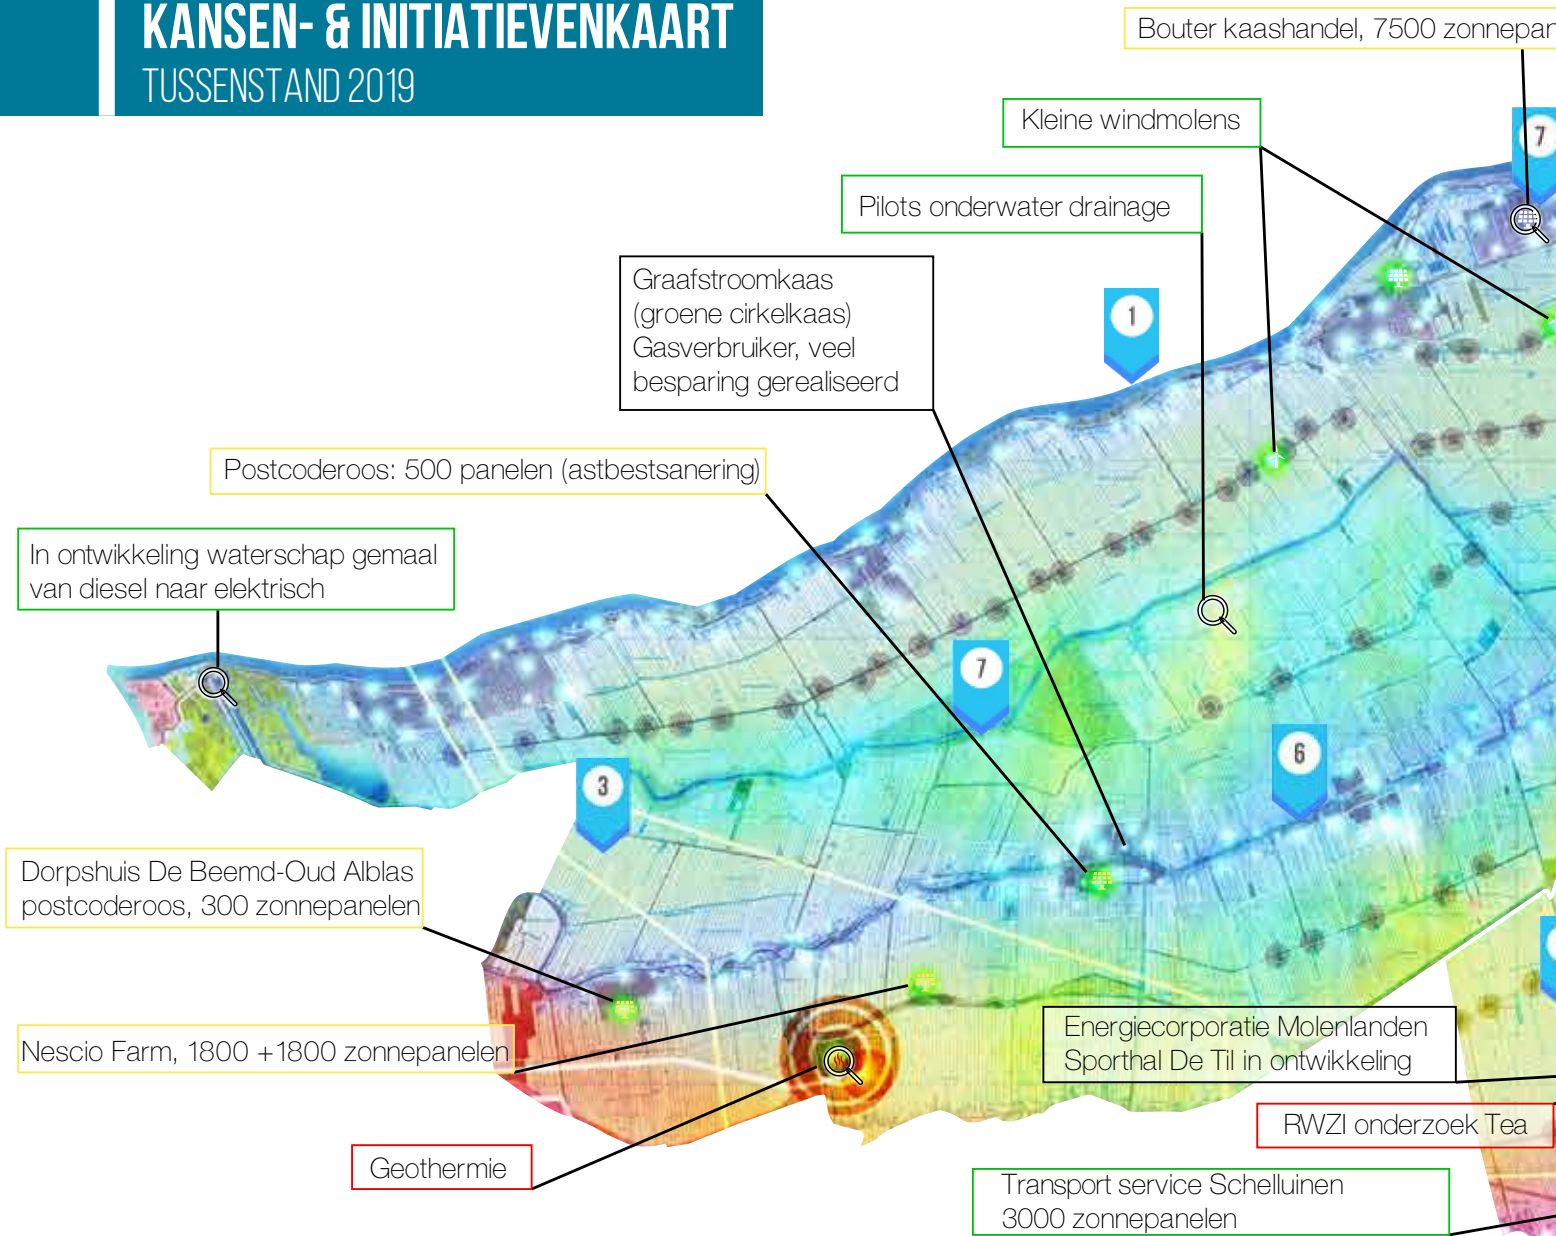 KANSEN- & INITIATIEVENKAART
TUSSENSTAND 2019
Bouter kaashandel, 7500 zonnepan
Kleine windmolens
7
Pilots onderwater drainage
Graafstroomkaas
(groene cirkelkaas)
Gasverbruiker, veel
besparing gerealiseerd
1
Postcoderoos: 500 panelen (astbestsanering)
In ontwikkeling waterschap gemaal
van diesel naar elektrisch
7
6
3
Dorpshuis De Beemd-Oud Alblas
postcoderoos, 300 zonnepanelen
Nescio Farm, 1800 +1800 zonnepanelen
Energiecorporatie Molenlanden
Sporthal De Til in ontwikkeling
RWZI onderzoek Tea
Geothermie
Transport service Schelluinen
3000 zonnepanelen